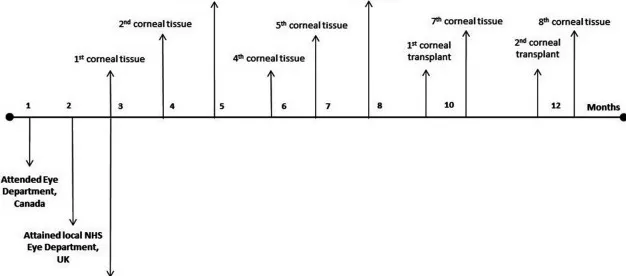 2nd corneal tissue
1st corneal tissue
4th corneal tissue
5th corneal tissue
1st corneal
transplant
7th corneal tissue
2nd corneal
transplant
8th corneal tissue
1 2 3 4 5 6 7 8 10 12 Months
Attended Eye
Department,
Canada
Attained local NHS
Eye Department,
UK